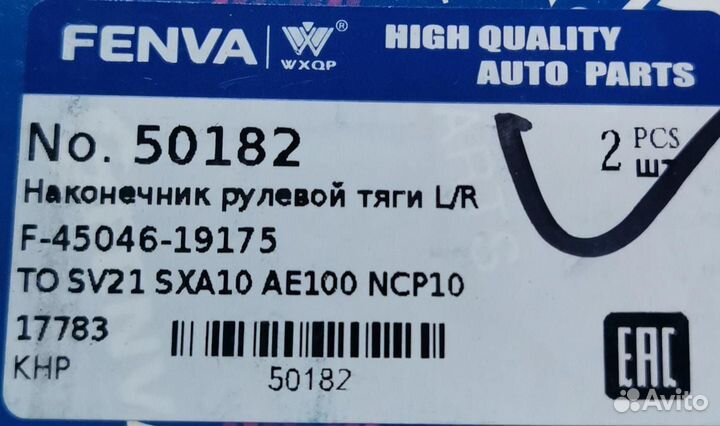 FENVA W® WXQP HIGH QUALITY AUTO PARTS
No. 50182
2 PCS ШТ
Наконечник рулевой тяги L/R
F-45046-19175
TO SV21 SXA10 AE100 NCP10
17783
КНР
50182
EAC
Avito